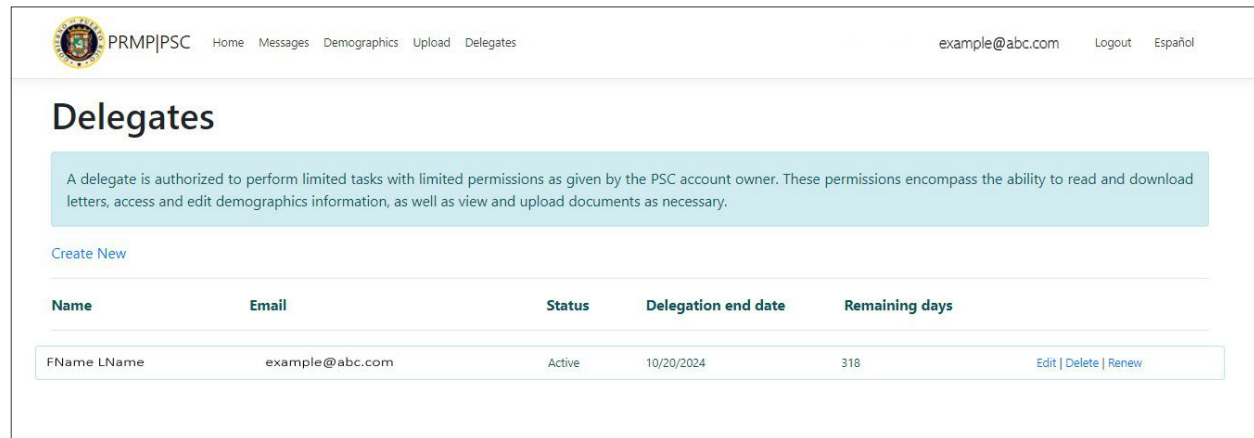 GOBIERNO DE PUERTO RICO
PRMP|PSC Home Messages Demographics Upload Delegates example@abc.com Logout Español
Delegates
A delegate is authorized to perform limited tasks with limited permissions as given by the PSC account owner. These permissions encompass the ability to read and download
letters, access and edit demographics information, as well as view and upload documents as necessary.
Create New
Name Email Status Delegation end date Remaining days
FName LName example@abc.com Active 10/20/2024 318 Edit | Delete | Renew